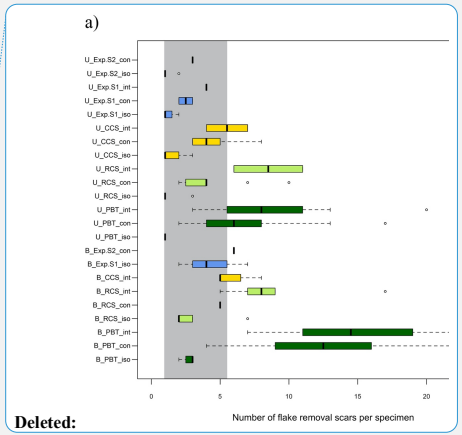 a)
U_Exp.S2_con
U_Exp.S2_iso
U_Exp.S1_int
U_Exp.S1_con
U_Exp.S1_iso
U_CCS_int
U_CCS_con
U_CCS_iso
U_RCS_int
U_RCS_con
U_RCS_iso
U_PBT_int
U_PBT_con
U_PBT_iso
B_Exp.S2_con
B_Exp.S1_iso
B_CCS_int
B_RCS_int
B_RCS_con
B_RCS_iso
B_PBT_int
B_PBT_con
B_PBT_iso
0 5 10 15 20
Number of flake removal scars per specimen
Deleted: